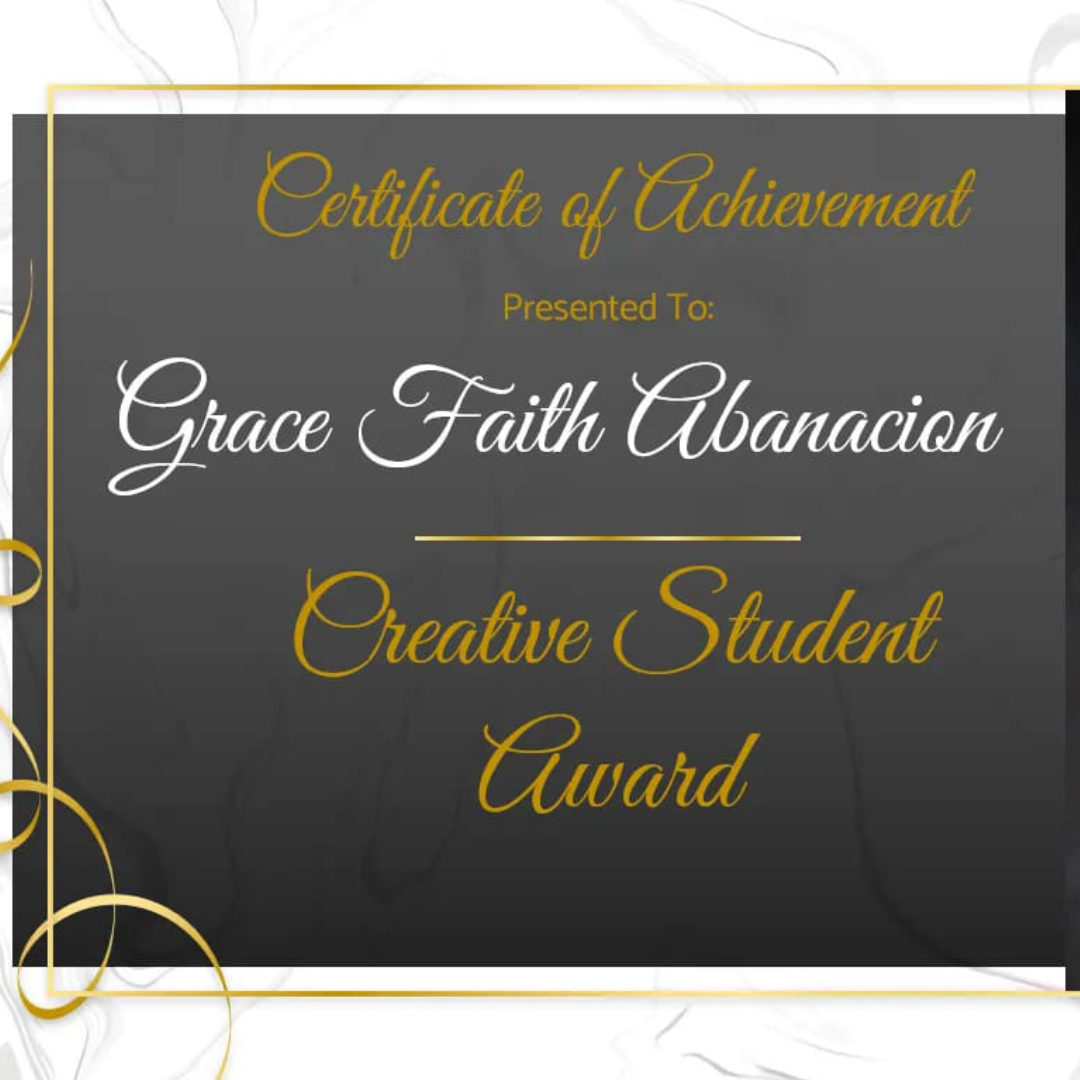 Certificate of Achievement
Presented To:
Grace Faith Abanacion
Creative Student
Award